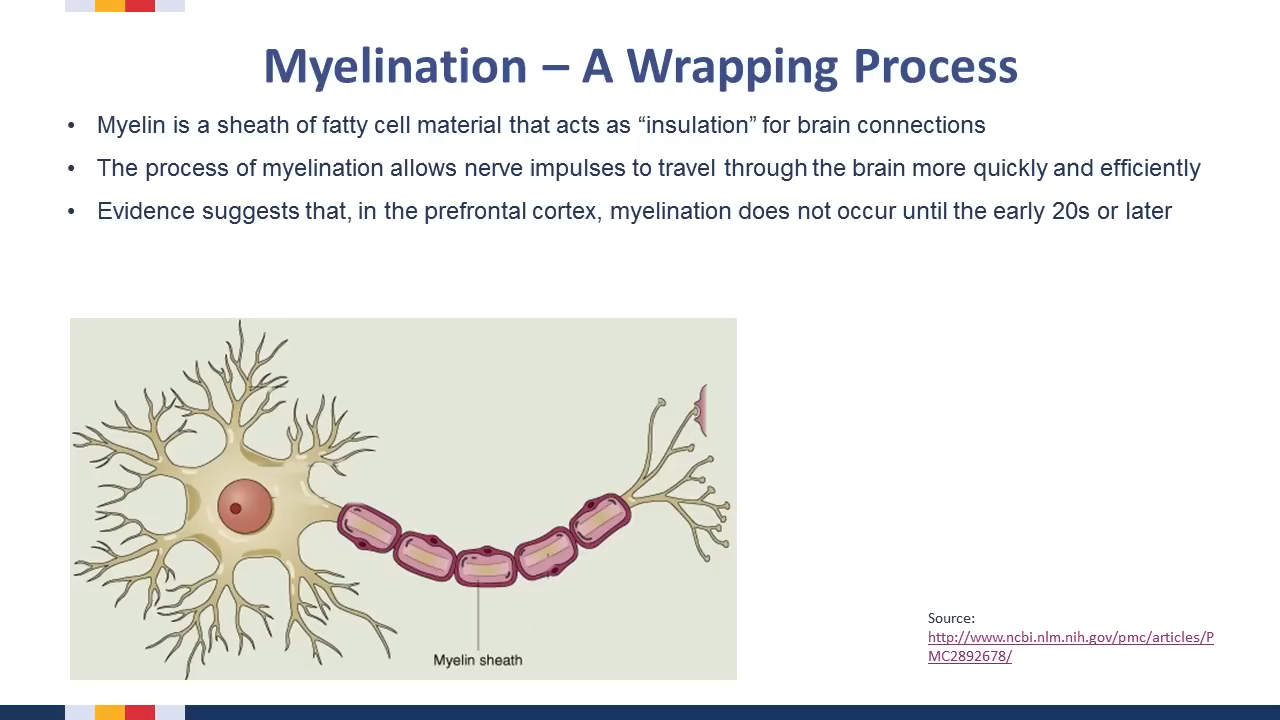 Myelination – A Wrapping Process
• Myelin is a sheath of fatty cell material that acts as “insulation” for brain connections
• The process of myelination allows nerve impulses to travel through the brain more quickly and efficiently
• Evidence suggests that, in the prefrontal cortex, myelination does not occur until the early 20s or later
Myelin sheath
Source:
http://www.ncbi.nlm.nih.gov/pmc/articles/P
MC2892678/